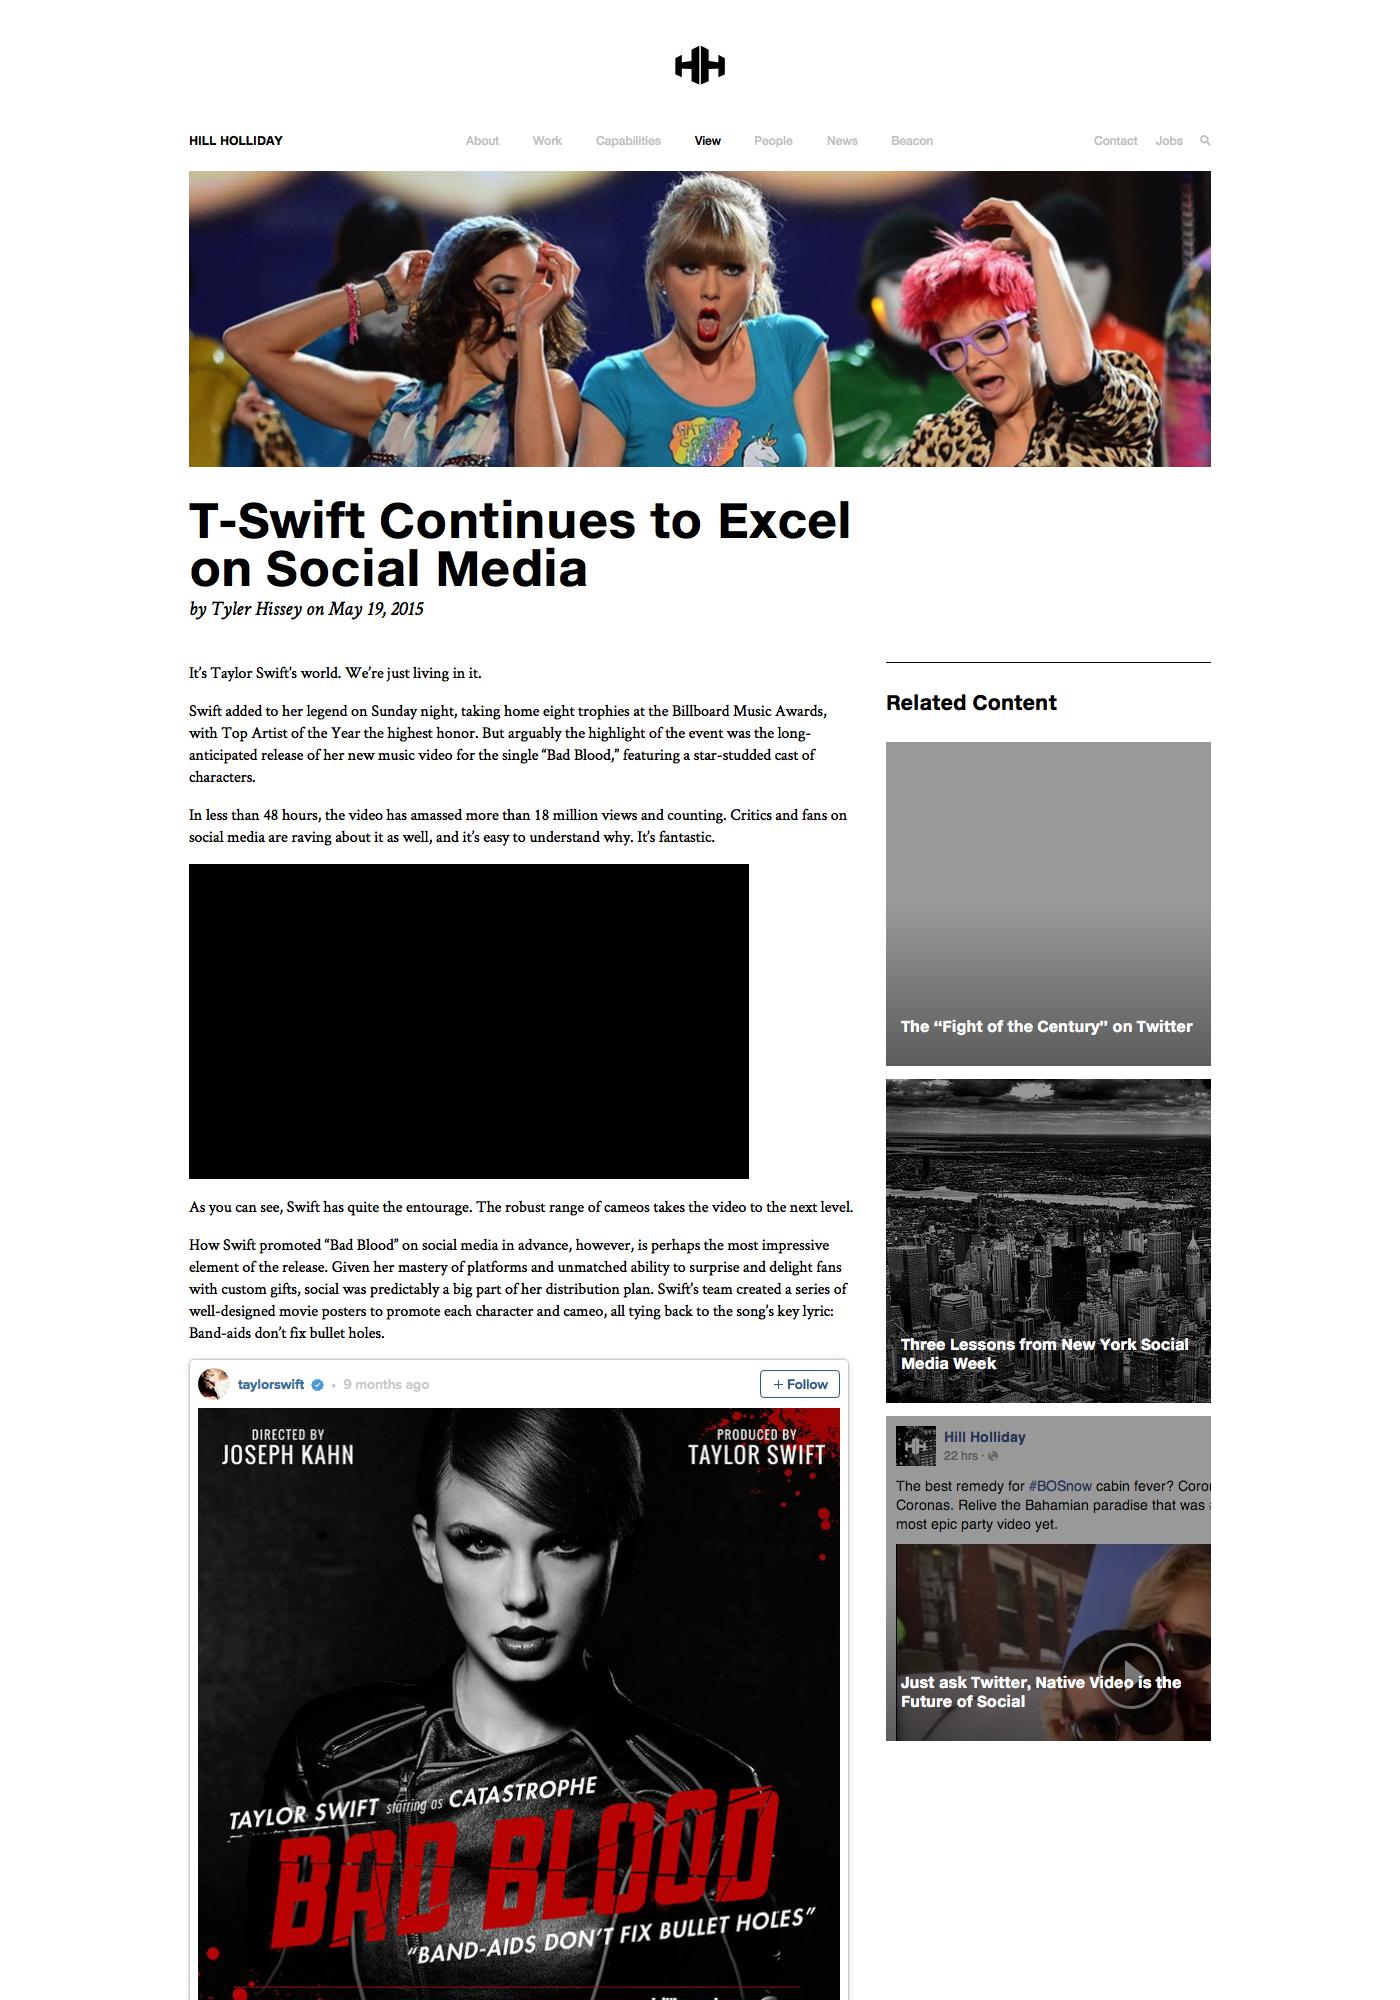 HILL HOLLIDAY
About Work Capabilities View People News Beacon
Contact Jobs
T-Swift Continues to Excel
on Social Media
by Tyler Hissey on May 19, 2015
It’s Taylor Swift’s world. We’re just living in it.
Swift added to her legend on Sunday night, taking home eight trophies at the Billboard Music Awards,
with Top Artist of the Year the highest honor. But arguably the highlight of the event was the long-
anticipated release of her new music video for the single “Bad Blood,” featuring a star-studded cast of
characters.
In less than 48 hours, the video has amassed more than 18 million views and counting. Critics and fans on
social media are raving about it as well, and it’s easy to understand why. It’s fantastic.
As you can see, Swift has quite the entourage. The robust range of cameos takes the video to the next level.
How Swift promoted “Bad Blood” on social media in advance, however, is perhaps the most impressive
element of the release. Given her mastery of platforms and unmatched ability to surprise and delight fans
with custom gifts, social was predictably a big part of her distribution plan. Swift’s team created a series of
well-designed movie posters to promote each character and cameo, all tying back to the song’s key lyric:
Band-aids don’t fix bullet holes.
taylorswift • 9 months ago
+ Follow
DIRECTED BY
JOSEPH KAHN
PRODUCED BY
TAYLOR SWIFT
TAYLOR SWIFT starring as CATASTROPHE
BAD BLOOD
“BAND-AIDS DON’T FIX BULLET HOLES”
Related Content
The “Fight of the Century” on Twitter
Three Lessons from New York Social
Media Week
Hill Holliday
22 hrs ·
The best remedy for #BOSnow cabin fever?
Coronas. Relive the Bahamian paradise that was
most epic party video yet.
Just ask Twitter, Native Video is the
Future of Social